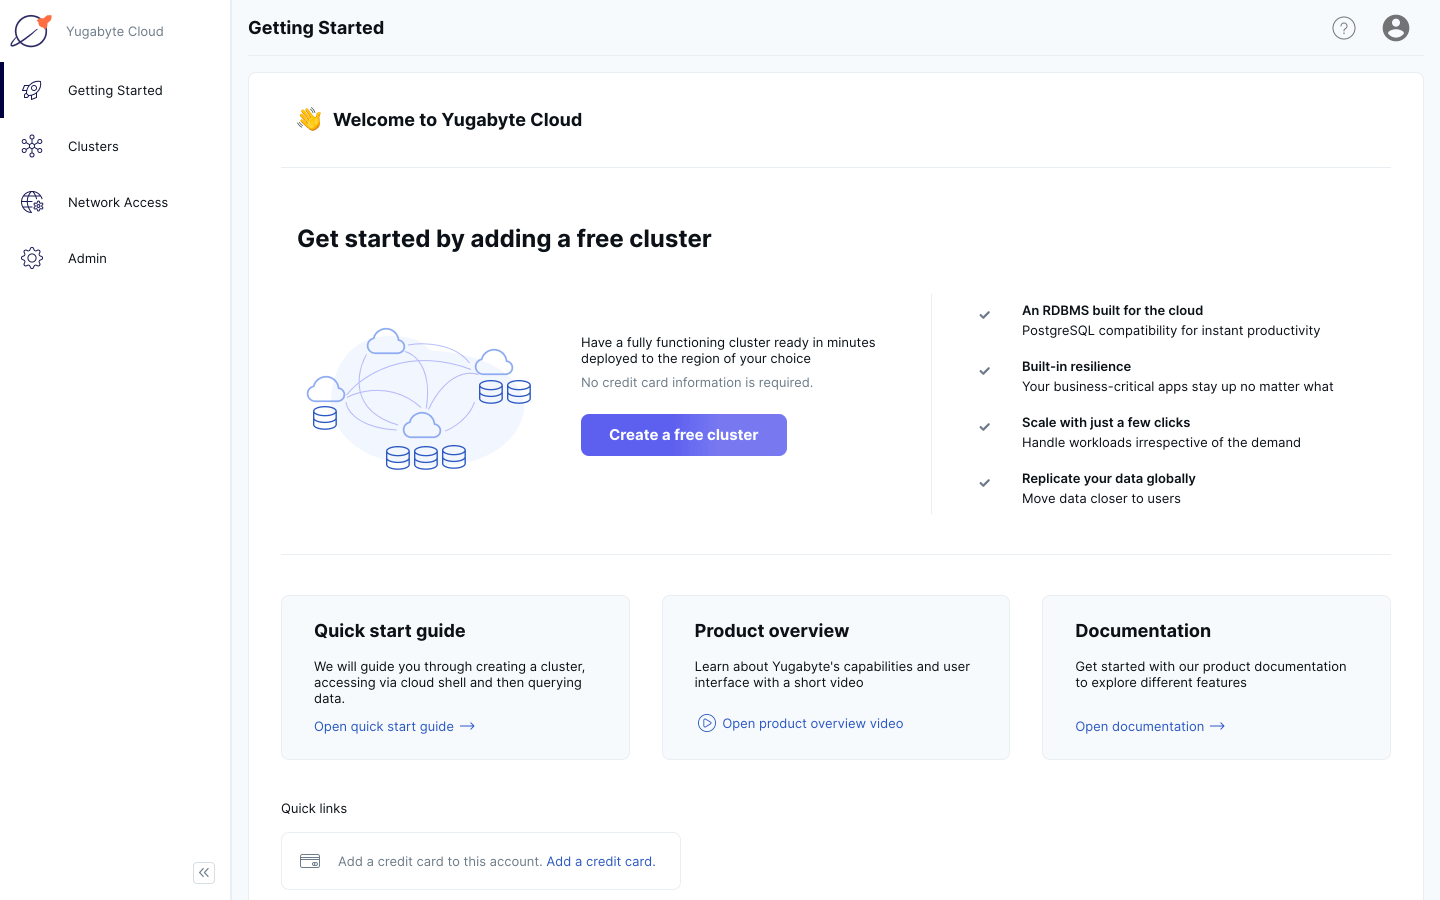 Yugabyte Cloud
Getting Started
Clusters
Network Access
Admin
Getting Started
?
Welcome to Yugabyte Cloud
Get started by adding a free cluster
Have a fully functioning cluster ready in minutes
deployed to the region of your choice
No credit card information is required.
Create a free cluster
An RDBMS built for the cloud
PostgreSQL compatibility for instant productivity
Built-in resilience
Your business-critical apps stay up no matter what
Scale with just a few clicks
Handle workloads irrespective of the demand
Replicate your data globally
Move data closer to users
Quick start guide
We will guide you through creating a cluster,
accessing via cloud shell and then querying
data.
Open quick start guide
Product overview
Learn about Yugabyte's capabilities and user
interface with a short video
Open product overview video
Documentation
Get started with our product documentation
to explore different features
Open documentation
Quick links
Add a credit card to this account. Add a credit card.